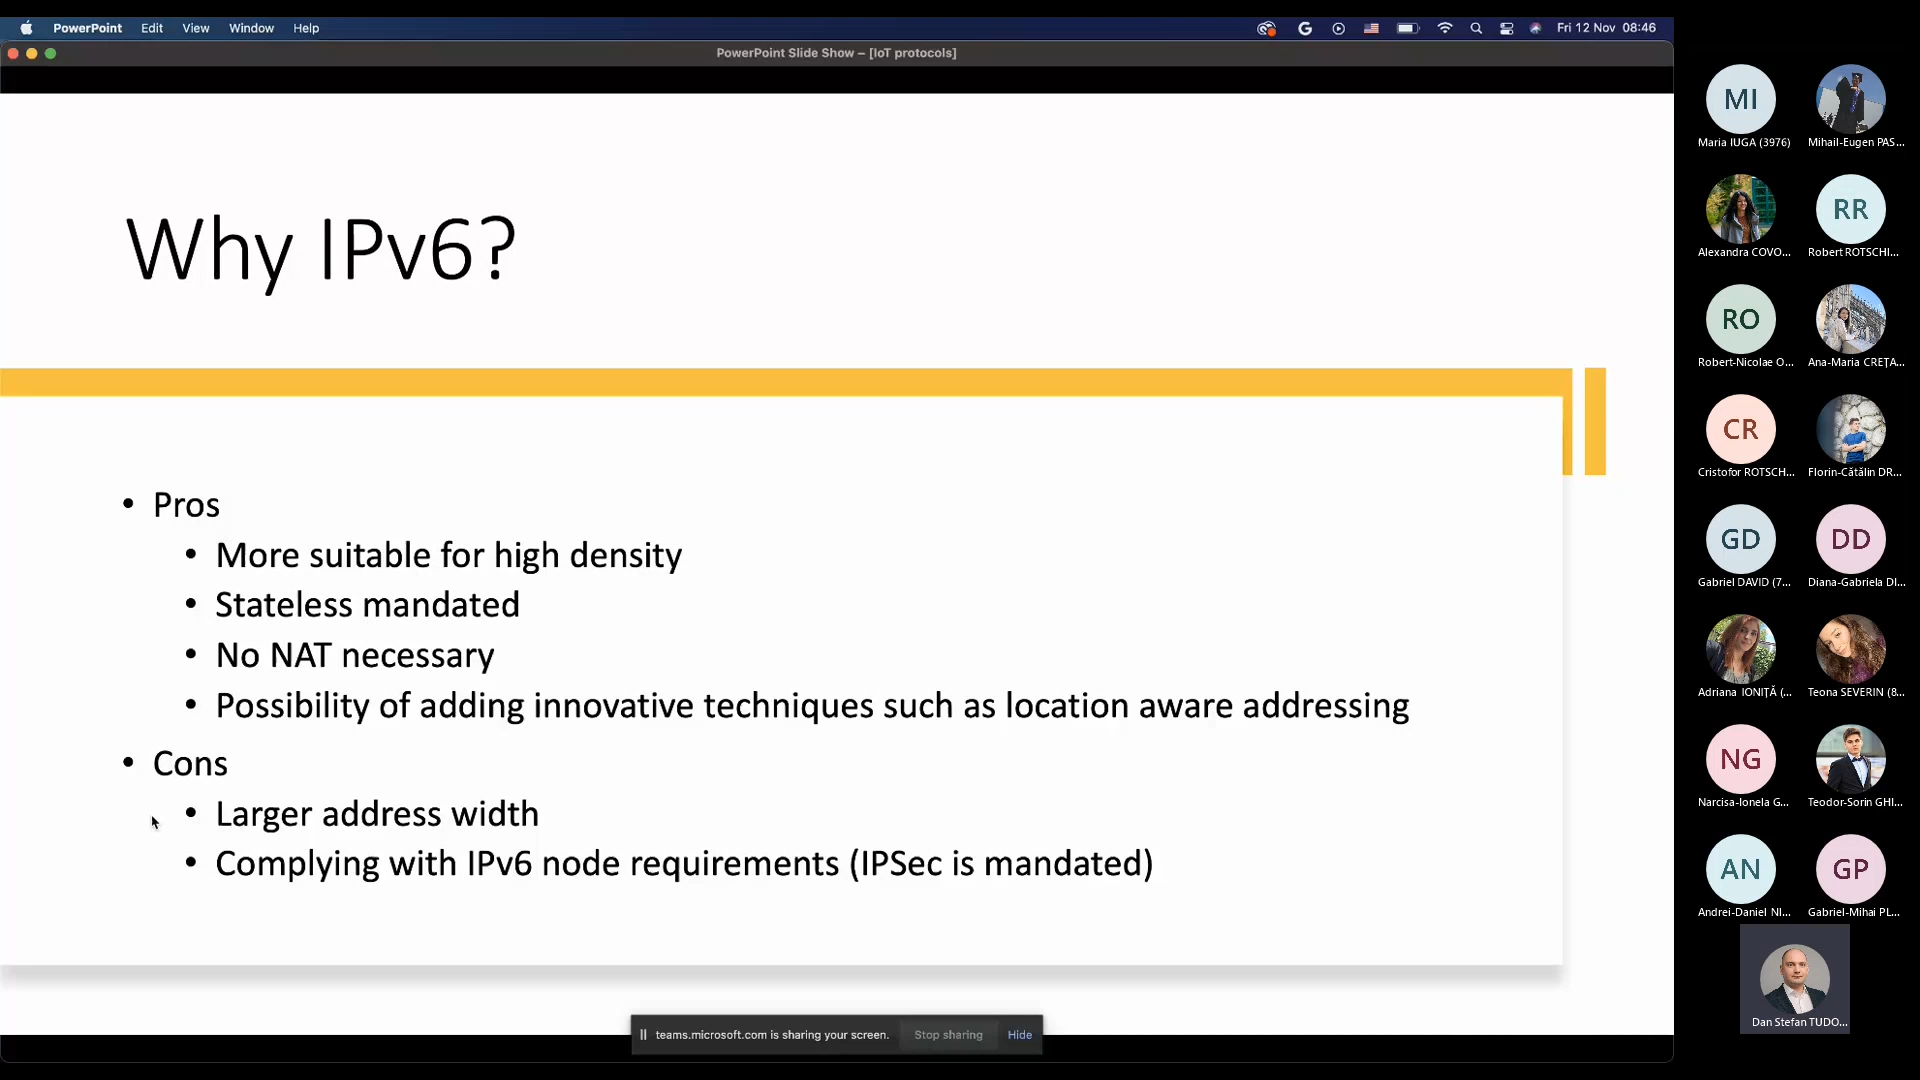 PowerPoint Edit View Window Help Fri 12 Nov 08:46
PowerPoint Slide Show – [IoT protocols]
Why IPv6?
• Pros
• More suitable for high density
• Stateless mandated
• No NAT necessary
• Possibility of adding innovative techniques such as location aware addressing
• Cons
• Larger address width
• Complying with IPv6 node requirements (IPSec is mandated)
teams.microsoft.com is sharing your screen. Stop sharing Hide
MI
Maria IUGA (3976) Mihail-Eugen PAS...
RR
Alexandra COVO... Robert ROTSCHI...
RO
Robert-Nicolae O... Ana-Maria CREȚA...
CR
Cristofor ROTSCH... Florin-Cătălin DR...
GD DD
Gabriel DAVID (7... Diana-Gabriela DI...
Adriana IONIȚĂ (... Teona SEVERIN (8...
NG
Narcisa-Ionela G... Teodor-Sorin GHI...
AN GP
Andrei-Daniel NI... Gabriel-Mihai PL...
Dan Stefan TUDO...